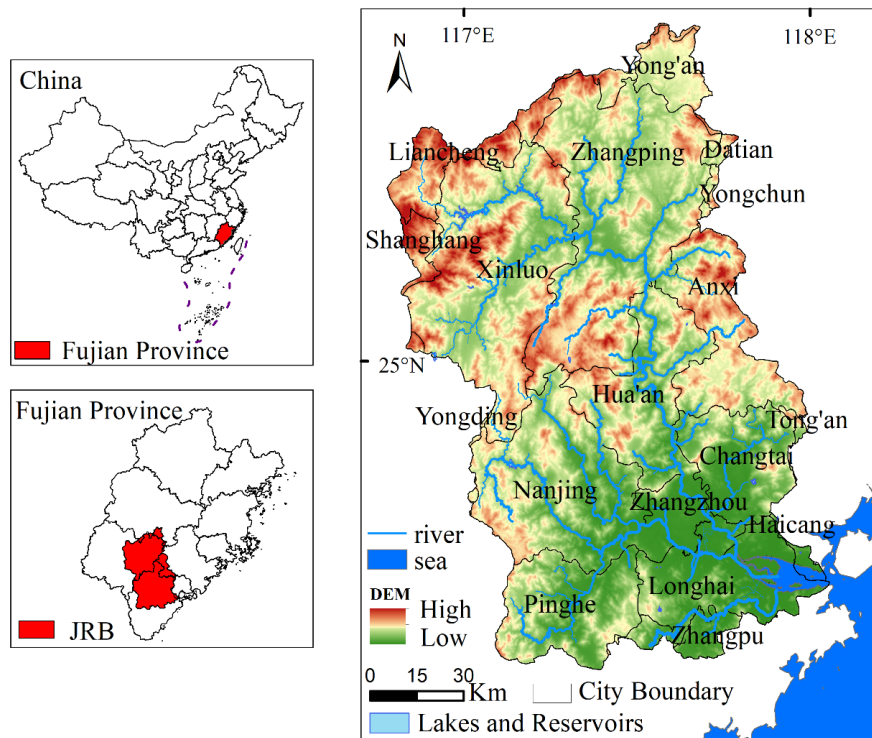 China
Fujian Province
Fujian Province
JRB
117°E
118°E
N
Yong'an
Liancheng
Zhangping
Datian
Yongchun
Shanghang
Xinluo
Anxi
25°N
Hua'an
Yongding
Tong'an
Changtai
Nanjing
Zhangzhou
Haicang
river
sea
Longhai
DEM
High
Low
Pinghe
Zhangpu
0 15 30
Km
City Boundary
Lakes and Reservoirs